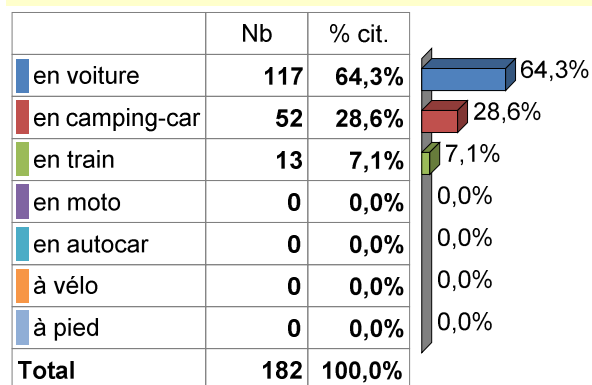 Nb % cit.
en voiture 117 64,3% 64,3%
en camping-car 52 28,6% 28,6%
en train 13 7,1% 7,1%
en moto 0 0,0% 0,0%
en autocar 0 0,0% 0,0%
à vélo 0 0,0% 0,0%
à pied 0 0,0% 0,0%
Total 182 100,0%